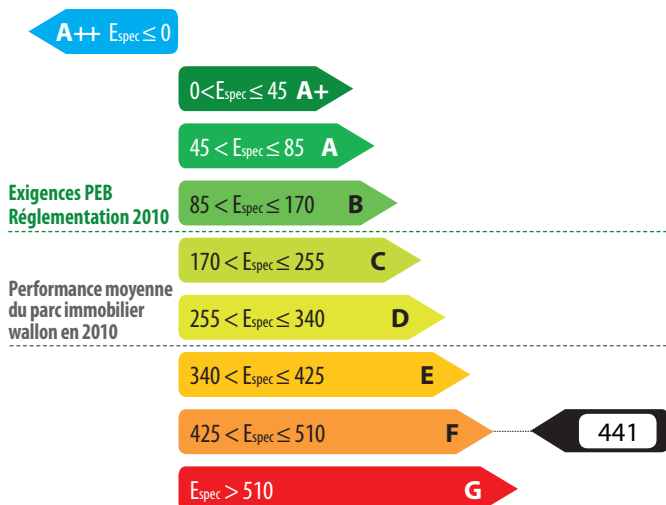 A++ Espec ≤ 0
0<Espec ≤ 45 A+
45 < Espec ≤ 85 A
Exigences PEB
Réglementation 2010
85 < Espec ≤ 170 B
170 < Espec ≤ 255 C
Performance moyenne
du parc immobilier
wallon en 2010
255 < Espec ≤ 340 D
340 < Espec ≤ 425 E
425 < Espec ≤ 510 F 441
Espec > 510 G